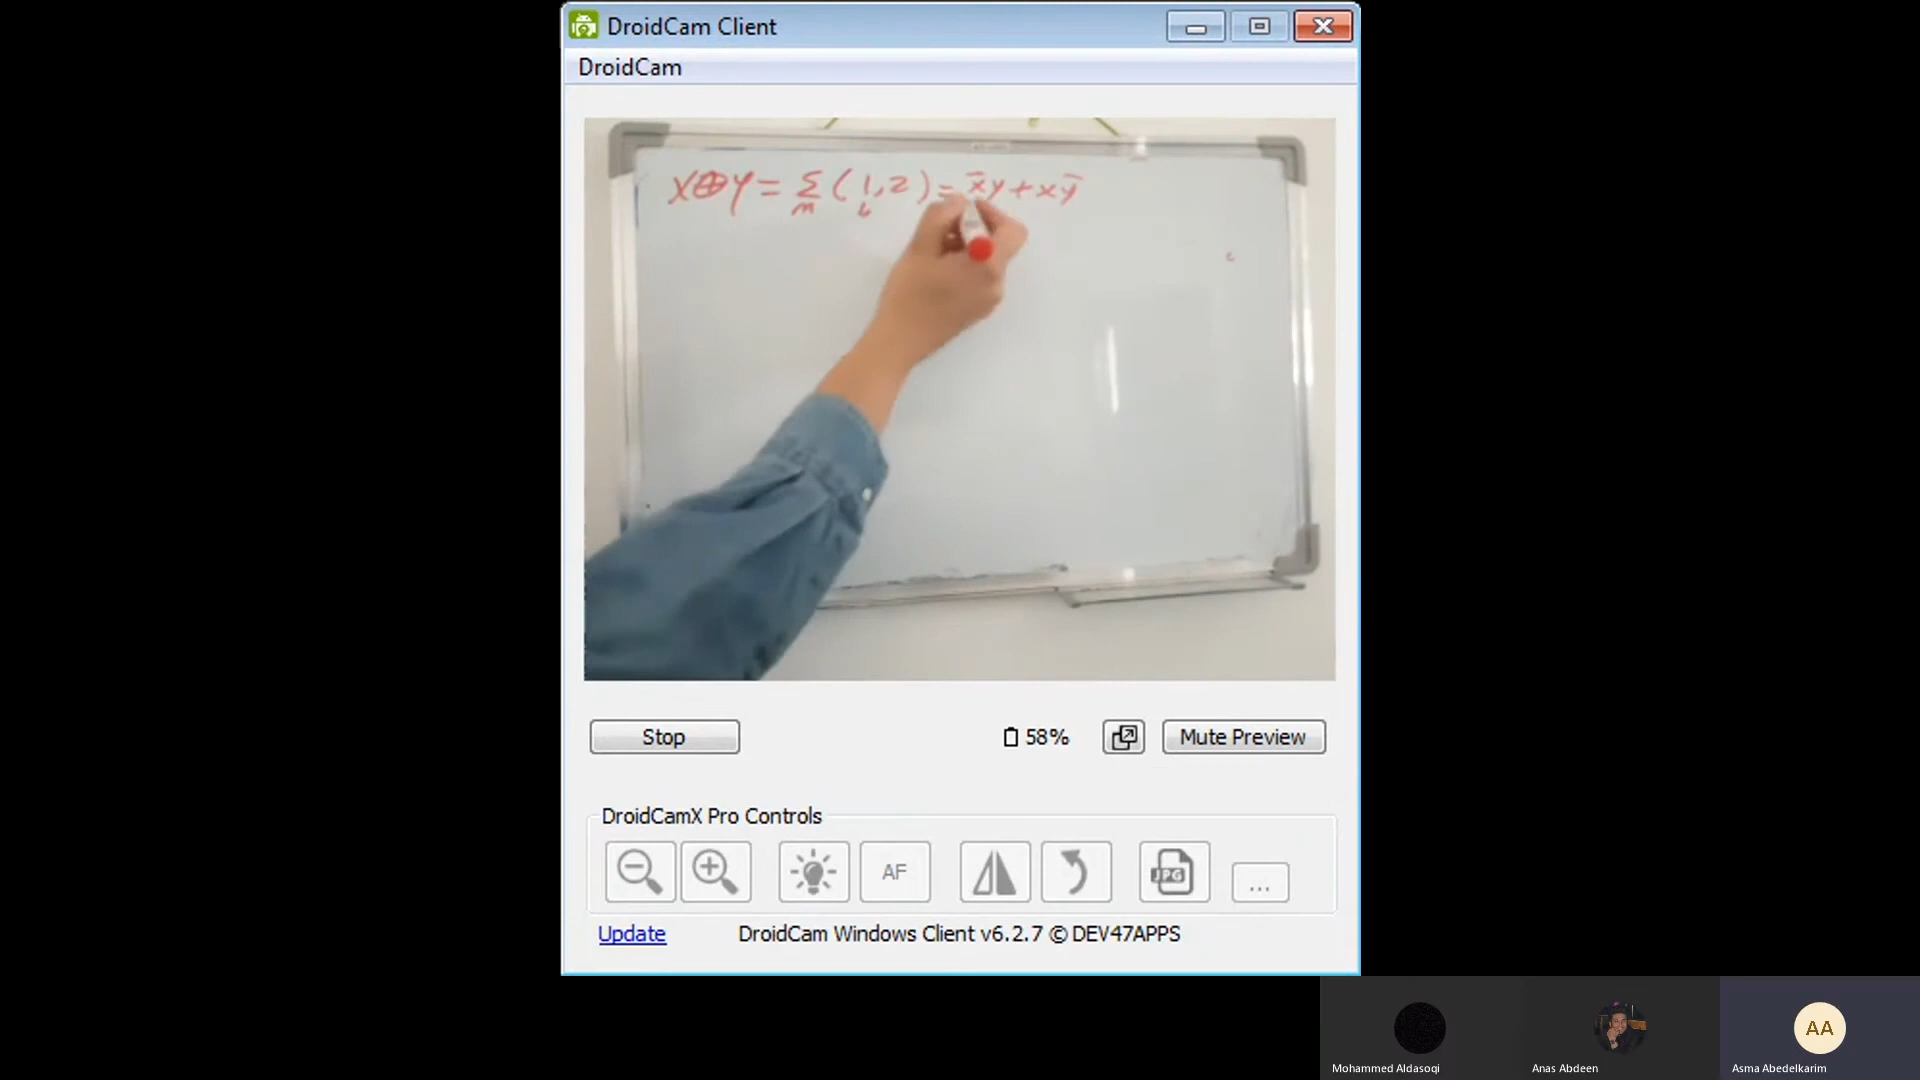 DroidCam Client
DroidCam
X⊕Y = Σm (1,2) = x̄y + xȳ
Stop
58%
Mute Preview
DroidCamX Pro Controls
AF
JPG
...
Update
DroidCam Windows Client v6.2.7 © DEV47APPS
AA
Mohammed Aldasoqi
Anas Abdeen
Asma Abedelkarim